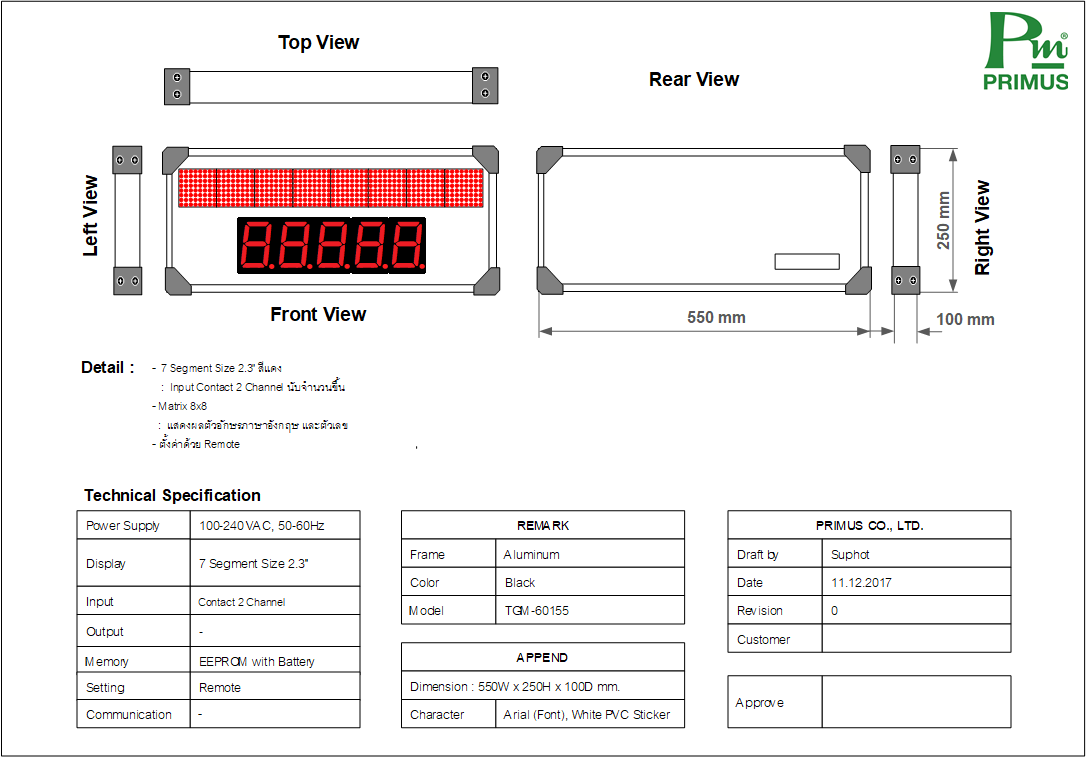 Top View
Rear View
Pm®
PRIMUS
Left View
8.8.8.8.8.
Front View
250 mm
Right View
550 mm
100 mm
Detail :
- 7 Segment Size 2.3" สีแดง
: Input Contact 2 Channel นับจำนวนขึ้น
- Matrix 8x8
: แสดงผลตัวอักษรภาษาอังกฤษ และตัวเลข
- ตั้งค่าด้วย Remote
Technical Specification
Power Supply 100-240 VAC, 50-60Hz
Display 7 Segment Size 2.3"
Input Contact 2 Channel
Output -
Memory EEPROM with Battery
Setting Remote
Communication -
REMARK
Frame Aluminum
Color Black
Model TGM-60155
APPEND
Dimension : 550W x 250H x 100D mm.
Character Arial (Font), White PVC Sticker
PRIMUS CO., LTD.
Draft by Suphot
Date 11.12.2017
Revision 0
Customer
Approve